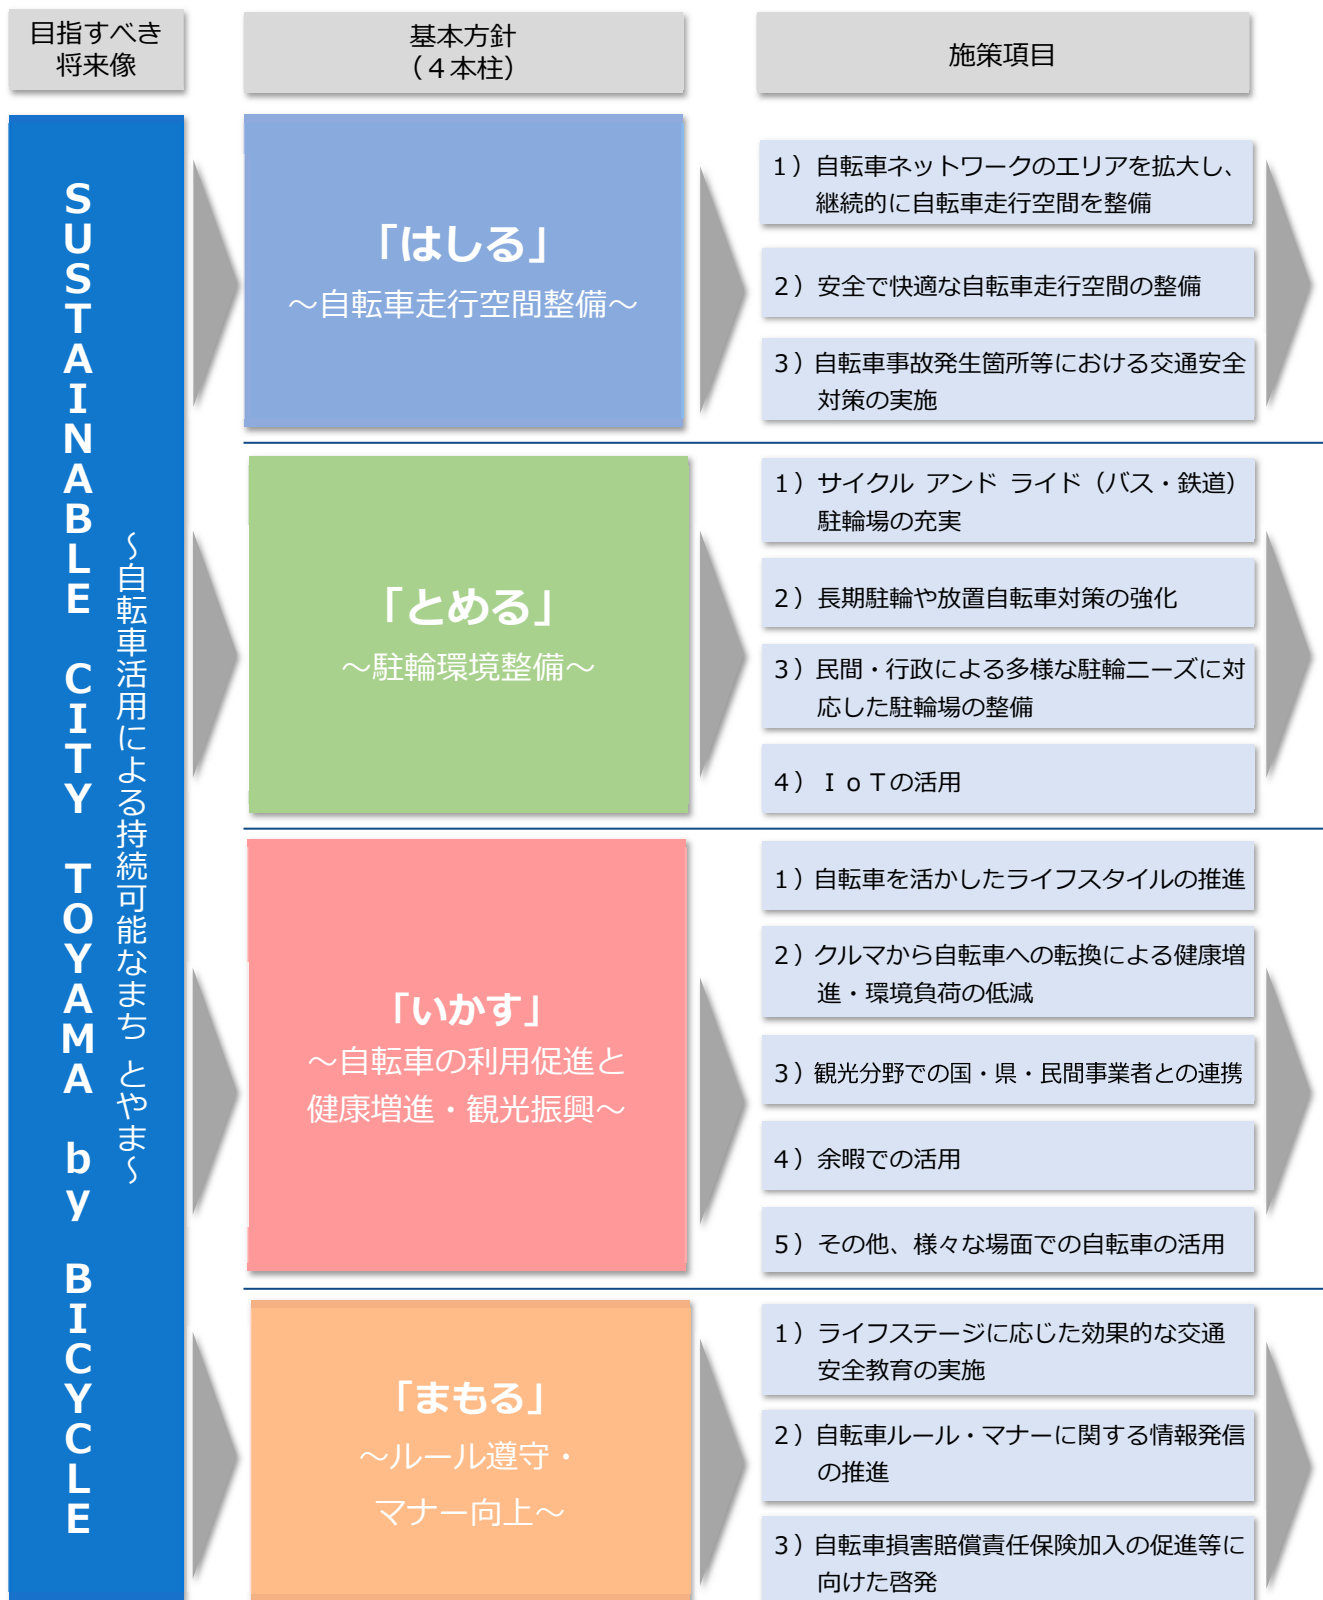 目指すべき
将来像
基本方針
（４本柱）
施策項目
SUSTAINABLE CITY TOYAMA by BICYCLE
～自転車活用による持続可能なまち とやま～
「はしる」
～自転車走行空間整備～
１）自転車ネットワークのエリアを拡大し、
継続的に自転車走行空間を整備
２）安全で快適な自転車走行空間の整備
３）自転車事故発生箇所等における交通安全
対策の実施
「とめる」
～駐輪環境整備～
１）サイクル アンド ライド（バス・鉄道）
駐輪場の充実
２）長期駐輪や放置自転車対策の強化
３）民間・行政による多様な駐輪ニーズに対
応した駐輪場の整備
４）ＩｏＴの活用
「いかす」
～自転車の利用促進と
健康増進・観光振興～
１）自転車を活かしたライフスタイルの推進
２）クルマから自転車への転換による健康増
進・環境負荷の低減
３）観光分野での国・県・民間事業者との連携
４）余暇での活用
５）その他、様々な場面での自転車の活用
「まもる」
～ルール遵守・
マナー向上～
１）ライフステージに応じた効果的な交通
安全教育の実施
２）自転車ルール・マナーに関する情報発信
の推進
３）自転車損害賠償責任保険加入の促進等に
向けた啓発